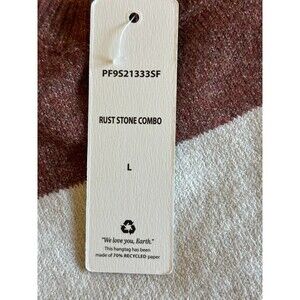 PF9S21333SF
RUST STONE COMBO
L
"We love you, Earth."
This hangtag has been
made of 70% RECYCLED paper